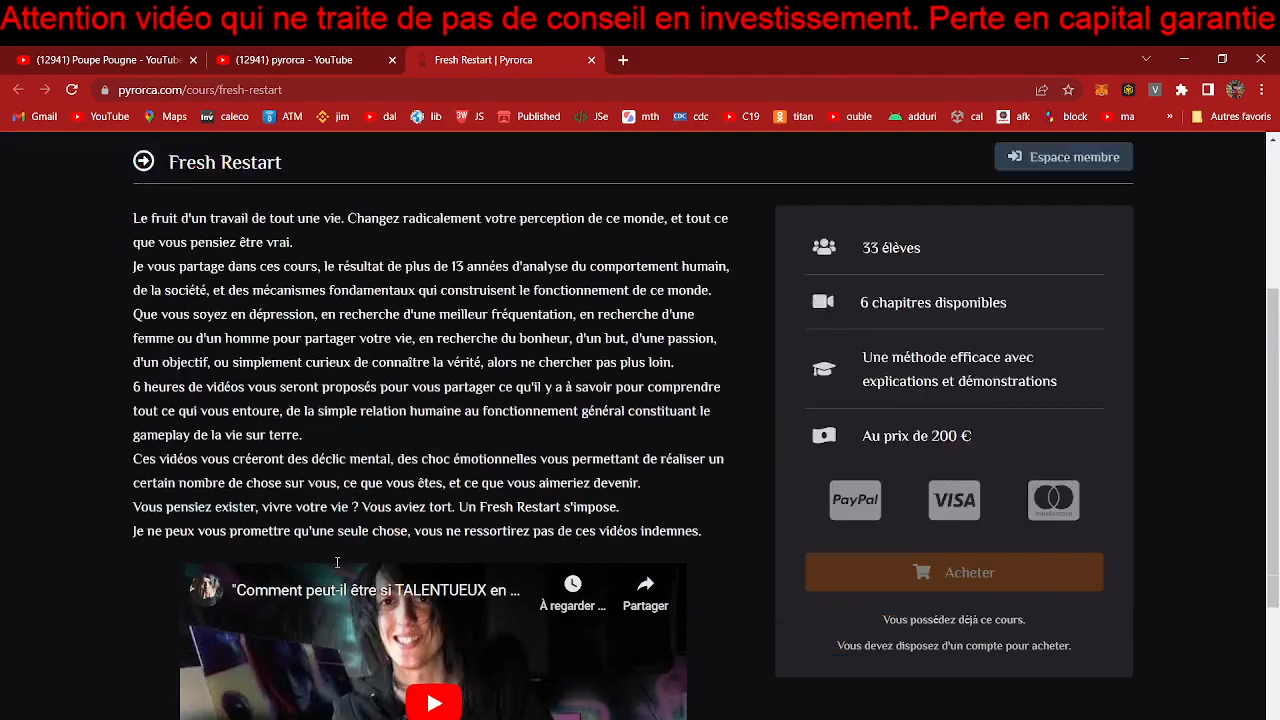 Attention vidéo qui ne traite de pas de conseil en investissement. Perte en capital garantie
(12941) Poupe Pougne - YouTub
(12941) pyrorca - YouTube
Fresh Restart | Pyrorca
pyrorca.com/cours/fresh-restart
Gmail
YouTube
Maps
caleco
ATM
jim
dal
lib
JS
Published
JSe
mth
cdc
C19
titan
ouble
adduri
cal
afk
block
ma
»
Autres favoris
Fresh Restart
Espace membre
Le fruit d'un travail de tout une vie. Changez radicalement votre perception de ce monde, et tout ce
que vous pensiez être vrai.
Je vous partage dans ces cours, le résultat de plus de 13 années d'analyse du comportement humain,
de la société, et des mécanismes fondamentaux qui construisent le fonctionnement de ce monde.
Que vous soyez en dépression, en recherche d'une meilleur fréquentation, en recherche d'une
femme ou d'un homme pour partager votre vie, en recherche du bonheur, d'un but, d'une passion,
d'un objectif, ou simplement curieux de connaître la vérité, alors ne chercher pas plus loin.
6 heures de vidéos vous seront proposés pour vous partager ce qu'il y a à savoir pour comprendre
tout ce qui vous entoure, de la simple relation humaine au fonctionnement général constituant le
gameplay de la vie sur terre.
Ces vidéos vous créeront des déclic mental, des choc émotionnelles vous permettant de réaliser un
certain nombre de chose sur vous, ce que vous êtes, et ce que vous aimeriez devenir.
Vous pensiez exister, vivre votre vie ? Vous aviez tort. Un Fresh Restart s'impose.
Je ne peux vous promettre qu'une seule chose, vous ne ressortirez pas de ces vidéos indemnes.
"Comment peut-il être si TALENTUEUX en ...
À regarder ...
Partager
33 élèves
6 chapitres disponibles
Une méthode efficace avec
explications et démonstrations
Au prix de 200 €
PayPal
VISA
mastercard
Acheter
Vous possédez déjà ce cours.
Vous devez disposez d'un compte pour acheter.